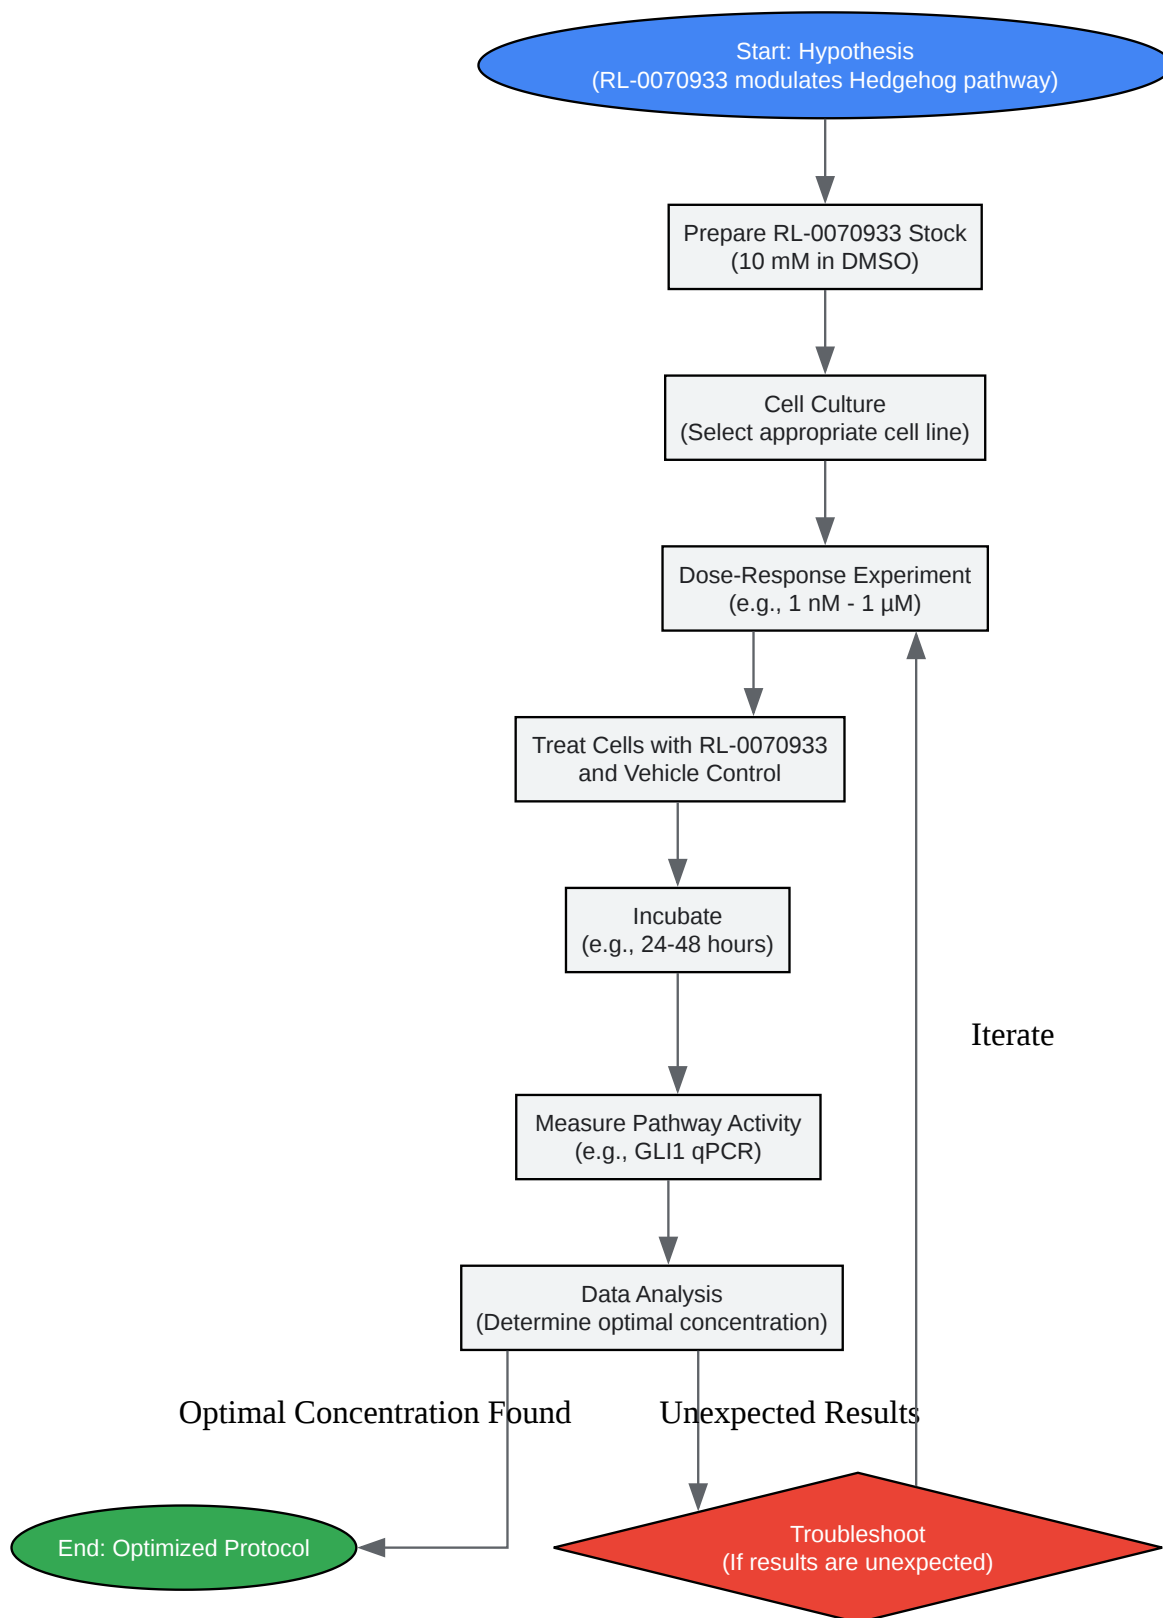 Start: Hypothesis
(RL-0070933 modulates Hedgehog pathway)
Prepare RL-0070933 Stock
(10 mM in DMSO)
Cell Culture
(Select appropriate cell line)
Dose-Response Experiment
(e.g., 1 nM - 1 µM)
Treat Cells with RL-0070933
and Vehicle Control
Incubate
(e.g., 24-48 hours)
Iterate
Measure Pathway Activity
(e.g., GLI1 qPCR)
Data Analysis
(Determine optimal concentration)
Optimal Concentration Found
Unexpected Results
End: Optimized Protocol
Troubleshoot
(If results are unexpected)